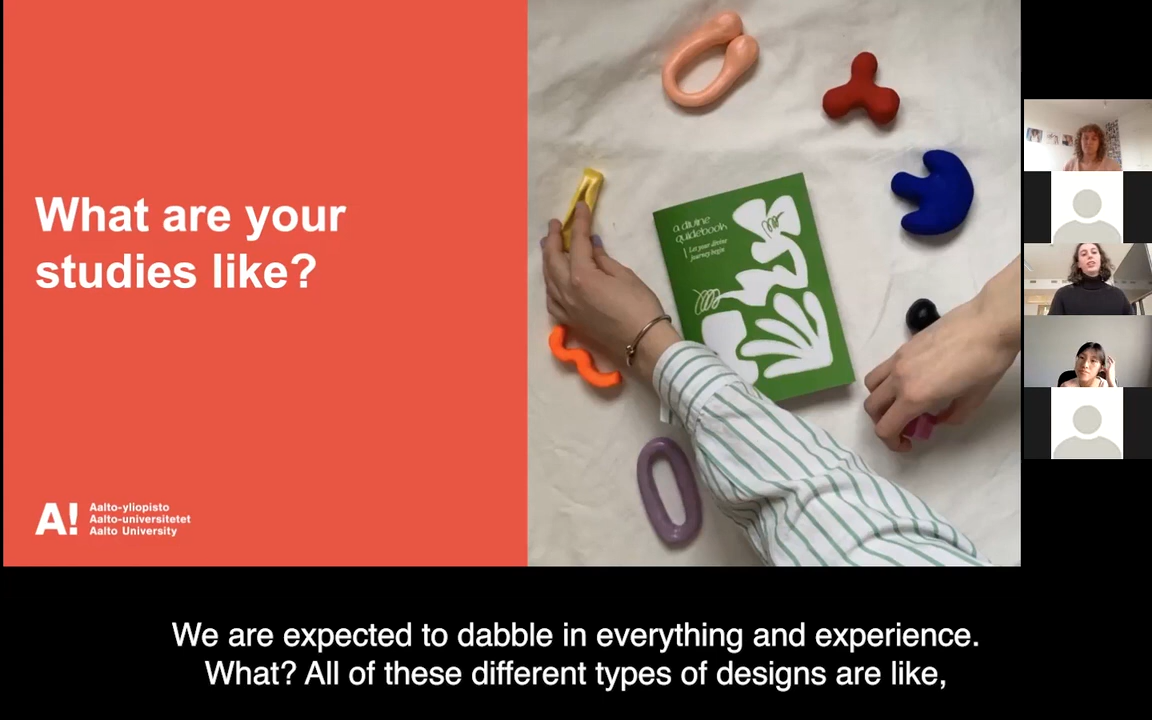 What are your
studies like?
a divine
guidebook
Let your divine
journey begin
A!
Aalto-yliopisto
Aalto-universitetet
Aalto University
We are expected to dabble in everything and experience.
What? All of these different types of designs are like,